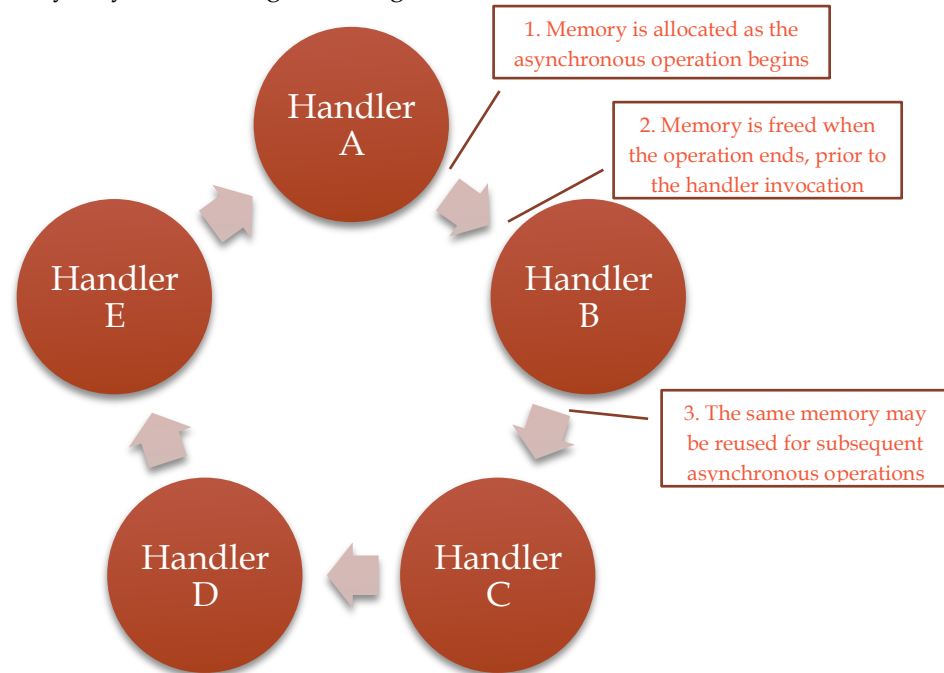 1. Memory is allocated as the
asynchronous operation begins
Handler
A
2. Memory is freed when
the operation ends, prior to
the handler invocation
Handler
E
Handler
B
3. The same memory may
be reused for subsequent
asynchronous operations
Handler
D
Handler
C